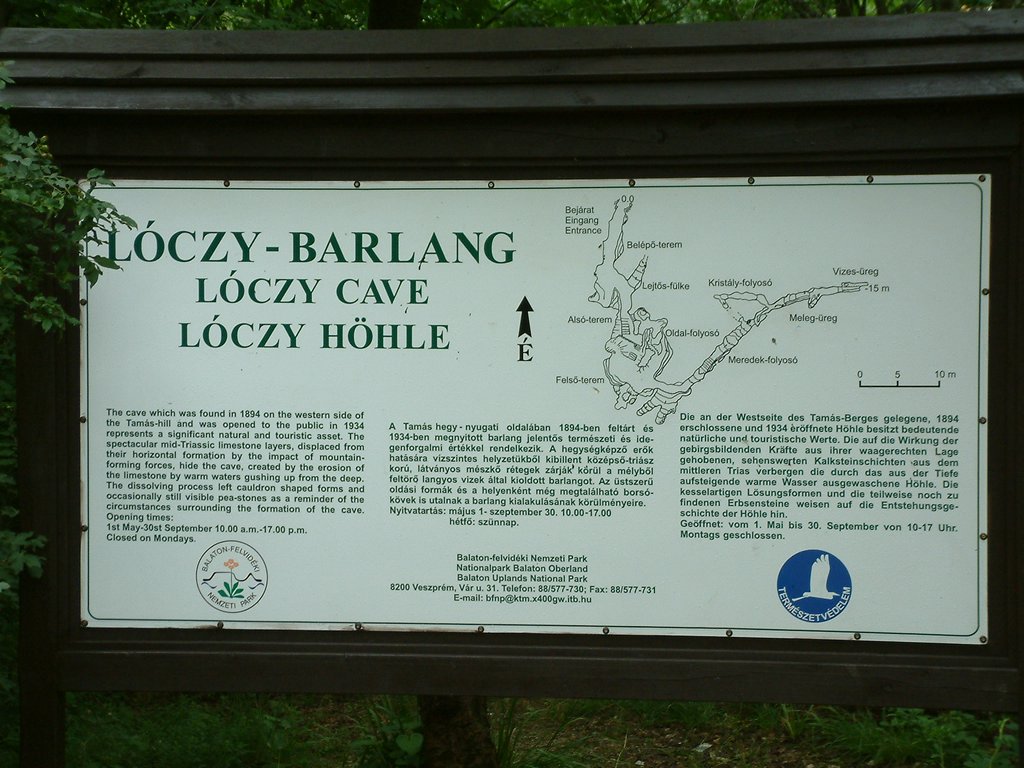 LÓCZY-BARLANG
LÓCZY CAVE
LÓCZY HÖHLE
É
0.0
Bejárat
Eingang
Entrance
Belépő-terem
Lejtős-fülke
Kristály-folyosó
Vizes-üreg
-15 m
Meleg-üreg
Alsó-terem
Oldal-folyosó
Meredek-folyosó
Felső-terem
0 5 10 m
The cave which was found in 1894 on the western side of
the Tamás-hill and was opened to the public in 1934
represents a significant natural and touristic asset. The
spectacular mid-Triassic limestone layers, displaced from
their horizontal formation by the impact of mountain-
forming forces, hide the cave, created by the erosion of
the limestone by warm waters gushing up from the deep.
The dissolving process left cauldron shaped forms and
occasionally still visible pea-stones as a reminder of the
circumstances surrounding the formation of the cave.
Opening times:
1st May-30st September 10.00 a.m.-17.00 p.m.
Closed on Mondays.
A Tamás hegy - nyugati oldalában 1894-ben feltárt és
1934-ben megnyitott barlang jelentős természeti és ide-
genforgalmi értékkel rendelkezik. A hegységképző erők
hatására vízszintes helyzetükből kibillent középső-triász
korú, látványos mészkő rétegek zárják körül a mélyből
feltörő langyos vizek által kioldott barlangot. Az üstszerű
oldási formák és a helyenként még megtalálható borsó-
kövek is utalnak a barlang kialakulásának körülményeire.
Nyitvatartás: május 1- szeptember 30. 10.00-17.00
hétfő: szünnap.
Die an der Westseite des Tamás-Berges gelegene, 1894
erschlossene und 1934 eröffnete Höhle besitzt bedeutende
natürliche und touristische Werte. Die auf die Wirkung der
gebirgsbildenden Kräfte aus ihrer waagerechten Lage
gehobenen, sehenswerten Kalksteinschichten aus dem
mittleren Trias verbergen die durch das aus der Tiefe
aufsteigende warme Wasser ausgewaschene Höhle. Die
kesselartigen Lösungsformen und die teilweise noch zu
findenen Erbsensteine weisen auf die Entstehungsge-
schichte der Höhle hin.
Geöffnet: vom 1. Mai bis 30. September von 10-17 Uhr.
Montags geschlossen.
BALATON-FELVIDÉKI
NEMZETI PARK
Balaton-felvidéki Nemzeti Park
Nationalpark Balaton Oberland
Balaton Uplands National Park
8200 Veszprém, Vár u. 31. Telefon: 88/577-730; Fax: 88/577-731
E-mail: bfnp@ktm.x400gw.itb.hu
TERMÉSZETVÉDELEM